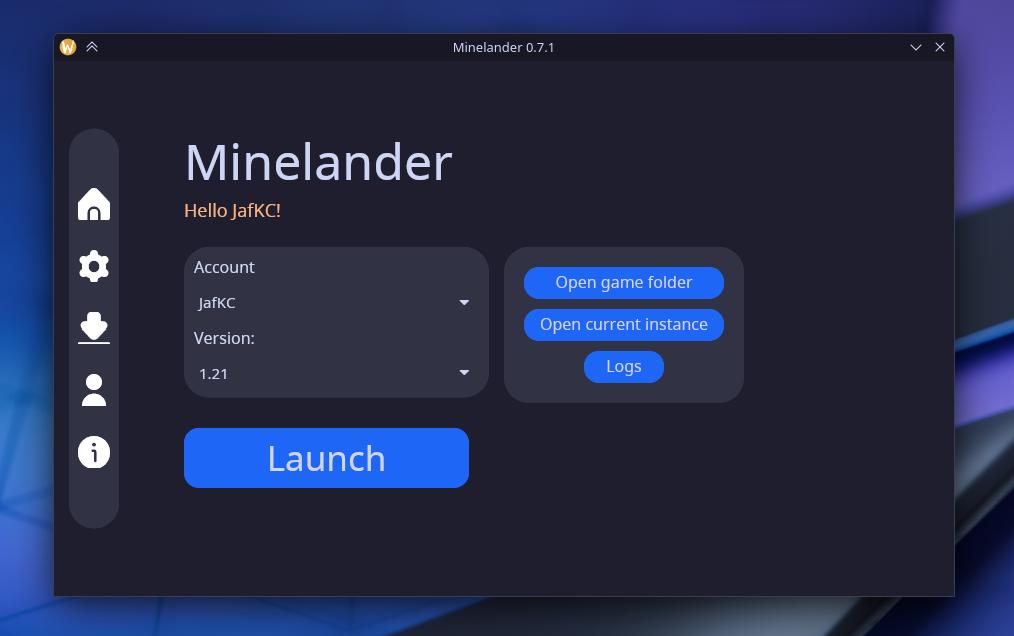 Minelander 0.7.1
Minelander
Hello JafKC!
Account
JafKC
Version:
1.21
Open game folder
Open current instance
Logs
Launch